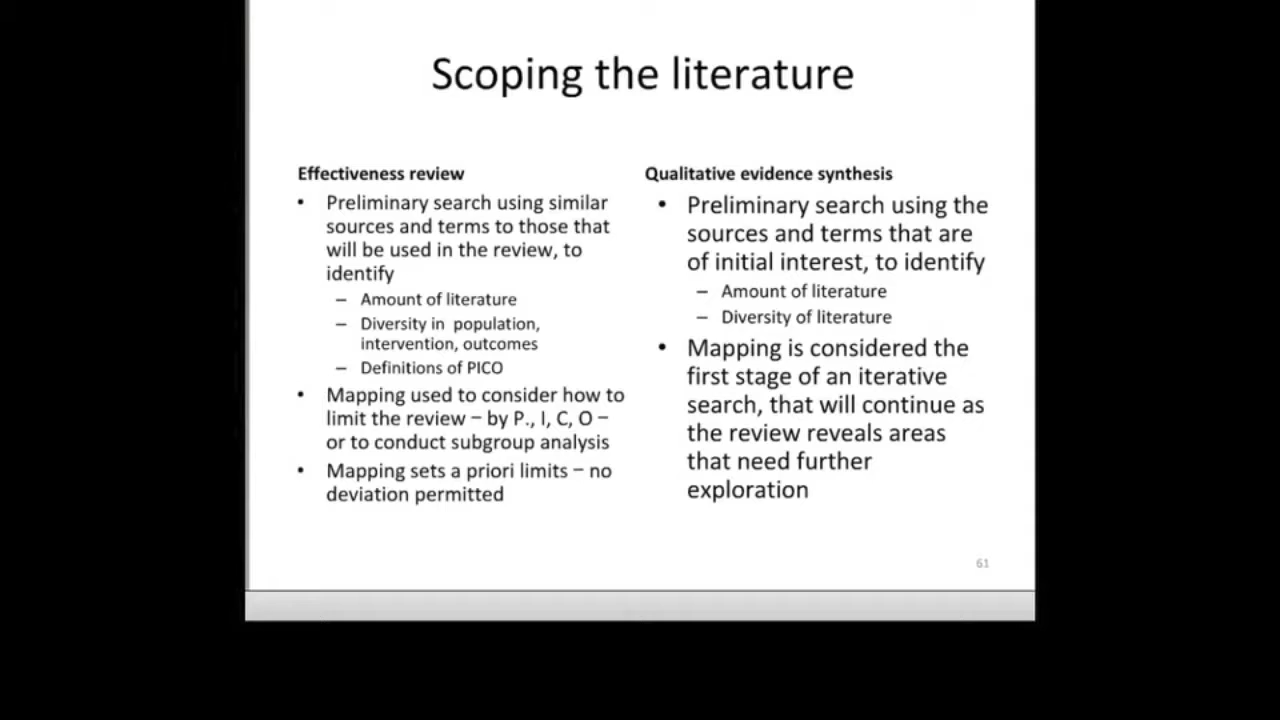 Scoping the literature
Effectiveness review
• Preliminary search using similar
sources and terms to those that
will be used in the review, to
identify
– Amount of literature
– Diversity in  population,
intervention, outcomes
– Definitions of PICO
• Mapping used to consider how to
limit the review – by P., I, C, O –
or to conduct subgroup analysis
• Mapping sets a priori limits – no
deviation permitted
Qualitative evidence synthesis
• Preliminary search using the
sources and terms that are
of initial interest, to identify
– Amount of literature
– Diversity of literature
• Mapping is considered the
first stage of an iterative
search, that will continue as
the review reveals areas
that need further
exploration
61